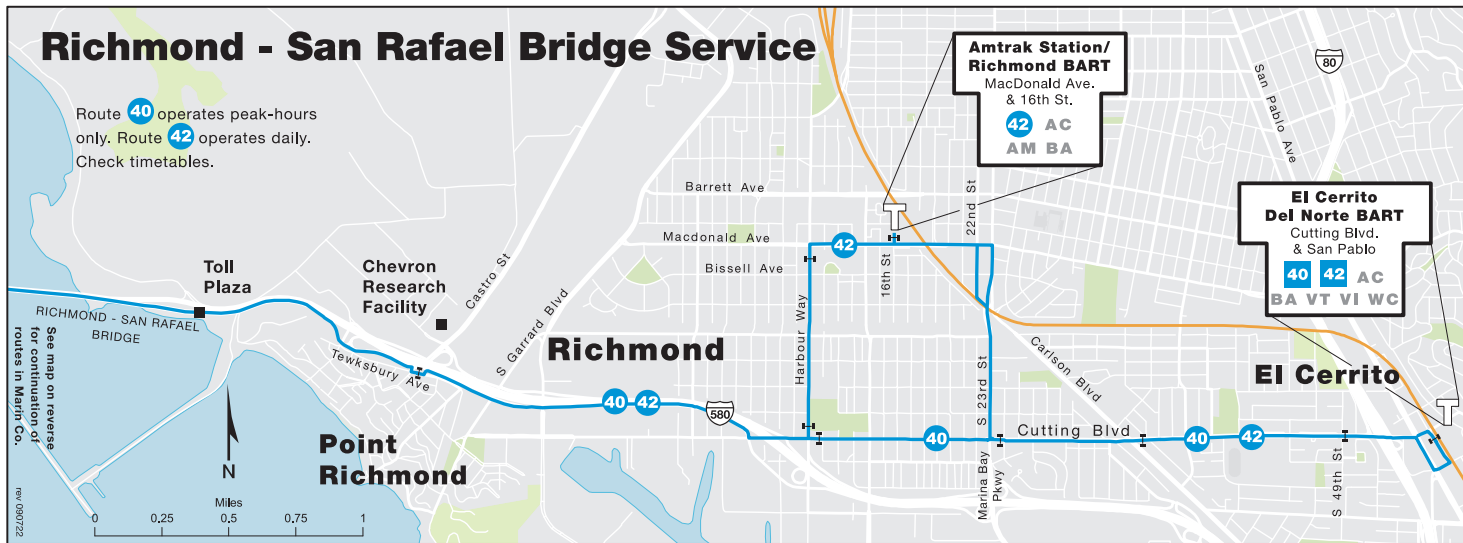 Richmond - San Rafael Bridge Service
Route 40 operates peak-hours
only. Route 42 operates daily.
Check timetables.
Amtrak Station/
Richmond BART
MacDonald Ave.
& 16th St.
42 AC
AM BA
80
San Pablo Ave
El Cerrito
Del Norte BART
Cutting Blvd.
& San Pablo
40 42 AC
BA VT VI WC
Barrett Ave
22nd St
Macdonald Ave
42
Bissell Ave
16th St
Toll
Plaza
Chevron
Research
Facility
Castro St
S Garrard Blvd
Harbour Way
RICHMOND - SAN RAFAEL
BRIDGE
Tewksbury Ave
Richmond
S 23rd St
Carlson Blvd
El Cerrito
See map on reverse
for continuation of
routes in Marin Co.
40 42
580
40
Cutting Blvd
40 42
Point
Richmond
Marina Bay
Pkwy
S 49th St
N
Miles
0 0.25 0.5 0.75 1
rev 090722